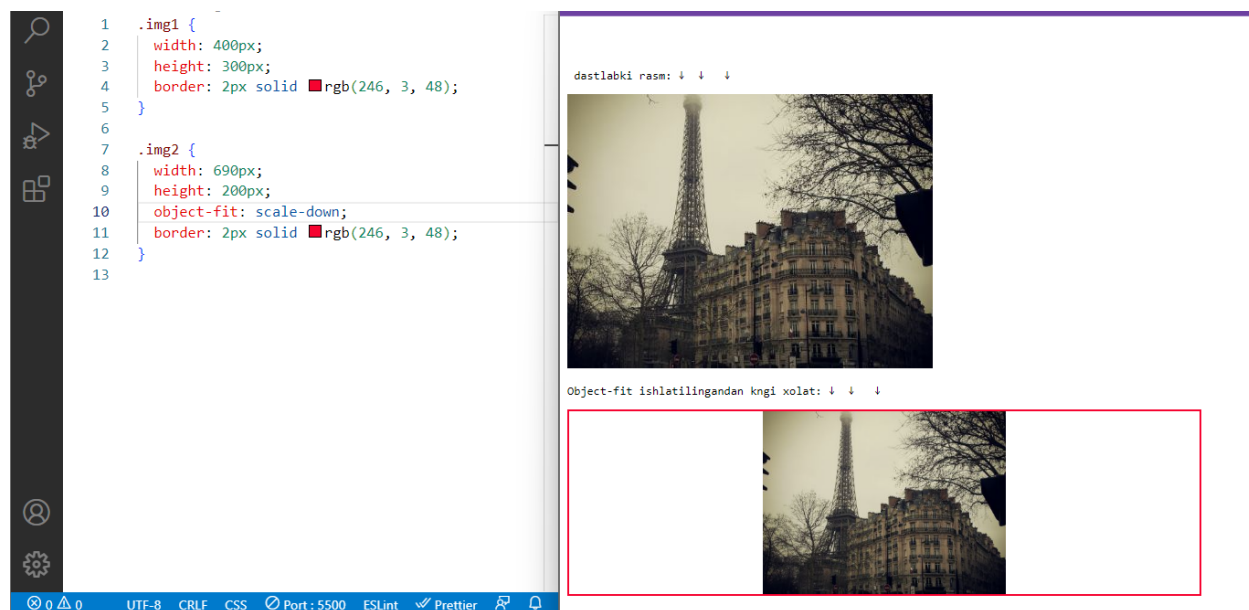 1 .img1 {
2 width: 400px;
3 height: 300px;
4 border: 2px solid rgb(246, 3, 48);
5 }
6
7 .img2 {
8 width: 690px;
9 height: 200px;
10 object-fit: scale-down;
11 border: 2px solid rgb(246, 3, 48);
12 }
13
0 0 UTF-8 CRLF CSS Port : 5500 ESLint Prettier
dastlabki rasm: ↓ ↓ ↓
Object-fit ishlatilingandan kngi xolat: ↓ ↓ ↓